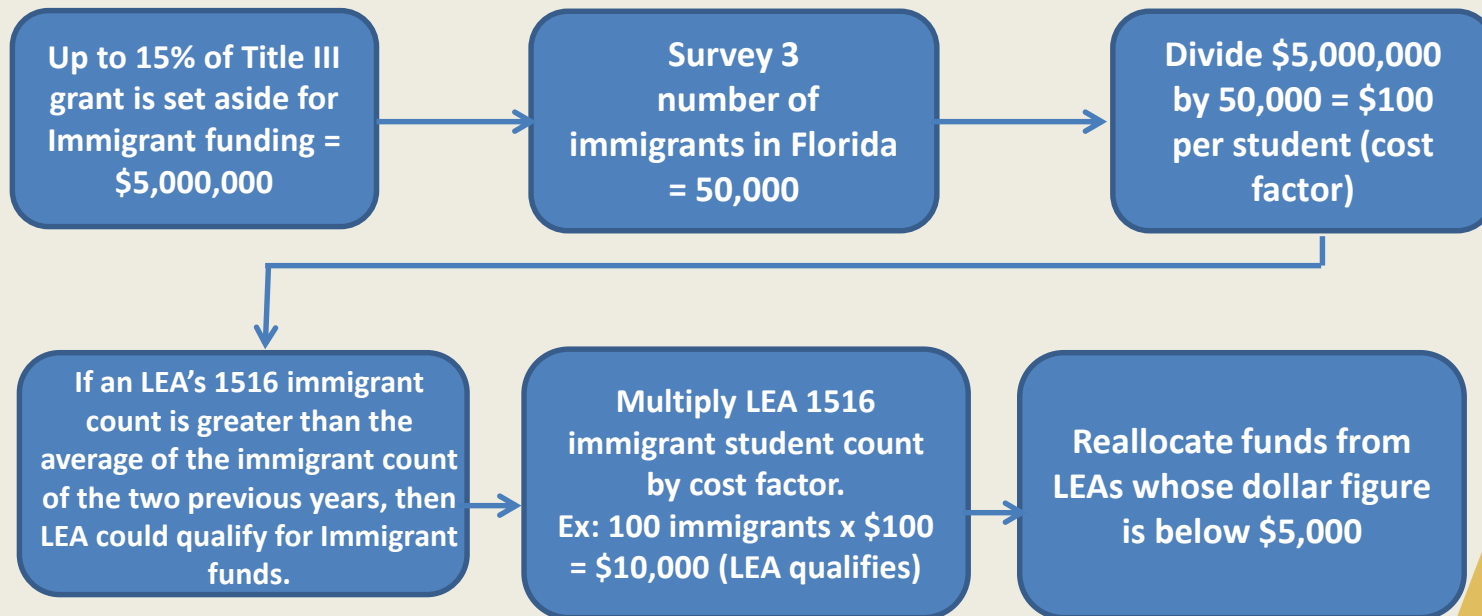 Up to 15% of Title III
grant is set aside for
Immigrant funding =
$5,000,000
Survey 3
number of
immigrants in Florida
= 50,000
Divide $5,000,000
by 50,000 = $100
per student (cost
factor)
If an LEA’s 1516 immigrant
count is greater than the
average of the immigrant count
of the two previous years, then
LEA could qualify for Immigrant
funds.
Multiply LEA 1516
immigrant student count
by cost factor.
Ex: 100 immigrants x $100
= $10,000 (LEA qualifies)
Reallocate funds from
LEAs whose dollar figure
is below $5,000